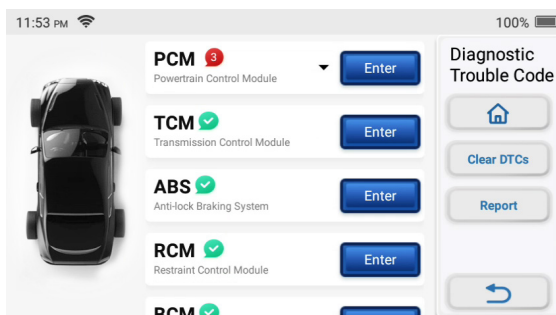 11:53 PM
100%
PCM 3
Powertrain Control Module
Enter
TCM
Transmission Control Module
Enter
ABS
Anti-lock Braking System
Enter
RCM
Restraint Control Module
Enter
BCM
Diagnostic
Trouble Code
Clear DTCs
Report